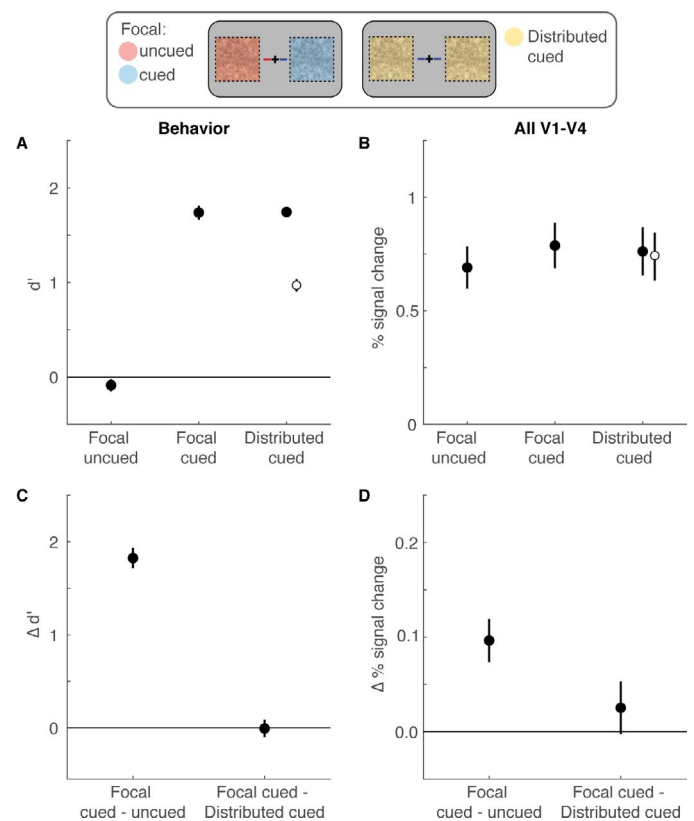 Focal:
uncued
cued
Distributed
cued
Behavior
All V1-V4
A
2
1
0
d'
Focal
uncued
Focal
cued
Distributed
cued
B
1
0.5
0
% signal change
Focal
uncued
Focal
cued
Distributed
cued
C
2
1
0
Δ d'
Focal
cued - uncued
Focal cued -
Distributed cued
D
0.2
0.1
0.0
Δ % signal change
Focal
cued - uncued
Focal cued -
Distributed cued